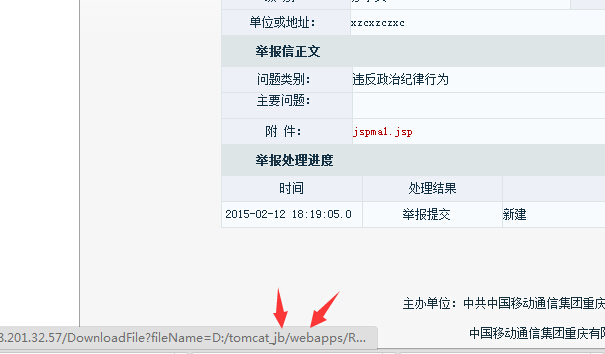 单位或地址: xzcxzczxc
举报信正文
问题类别: 违反政治纪律行为
主要问题:
附 件: jspma1.jsp
举报处理进度
时间 处理结果
2015-02-12 18:19:05.0 举报提交 新建
主办单位: 中共中国移动通信集团重庆
中国移动通信集团重庆有限
3.201.32.57/DownloadFile?fileName=D:/tomcat_jb/webapps/R...